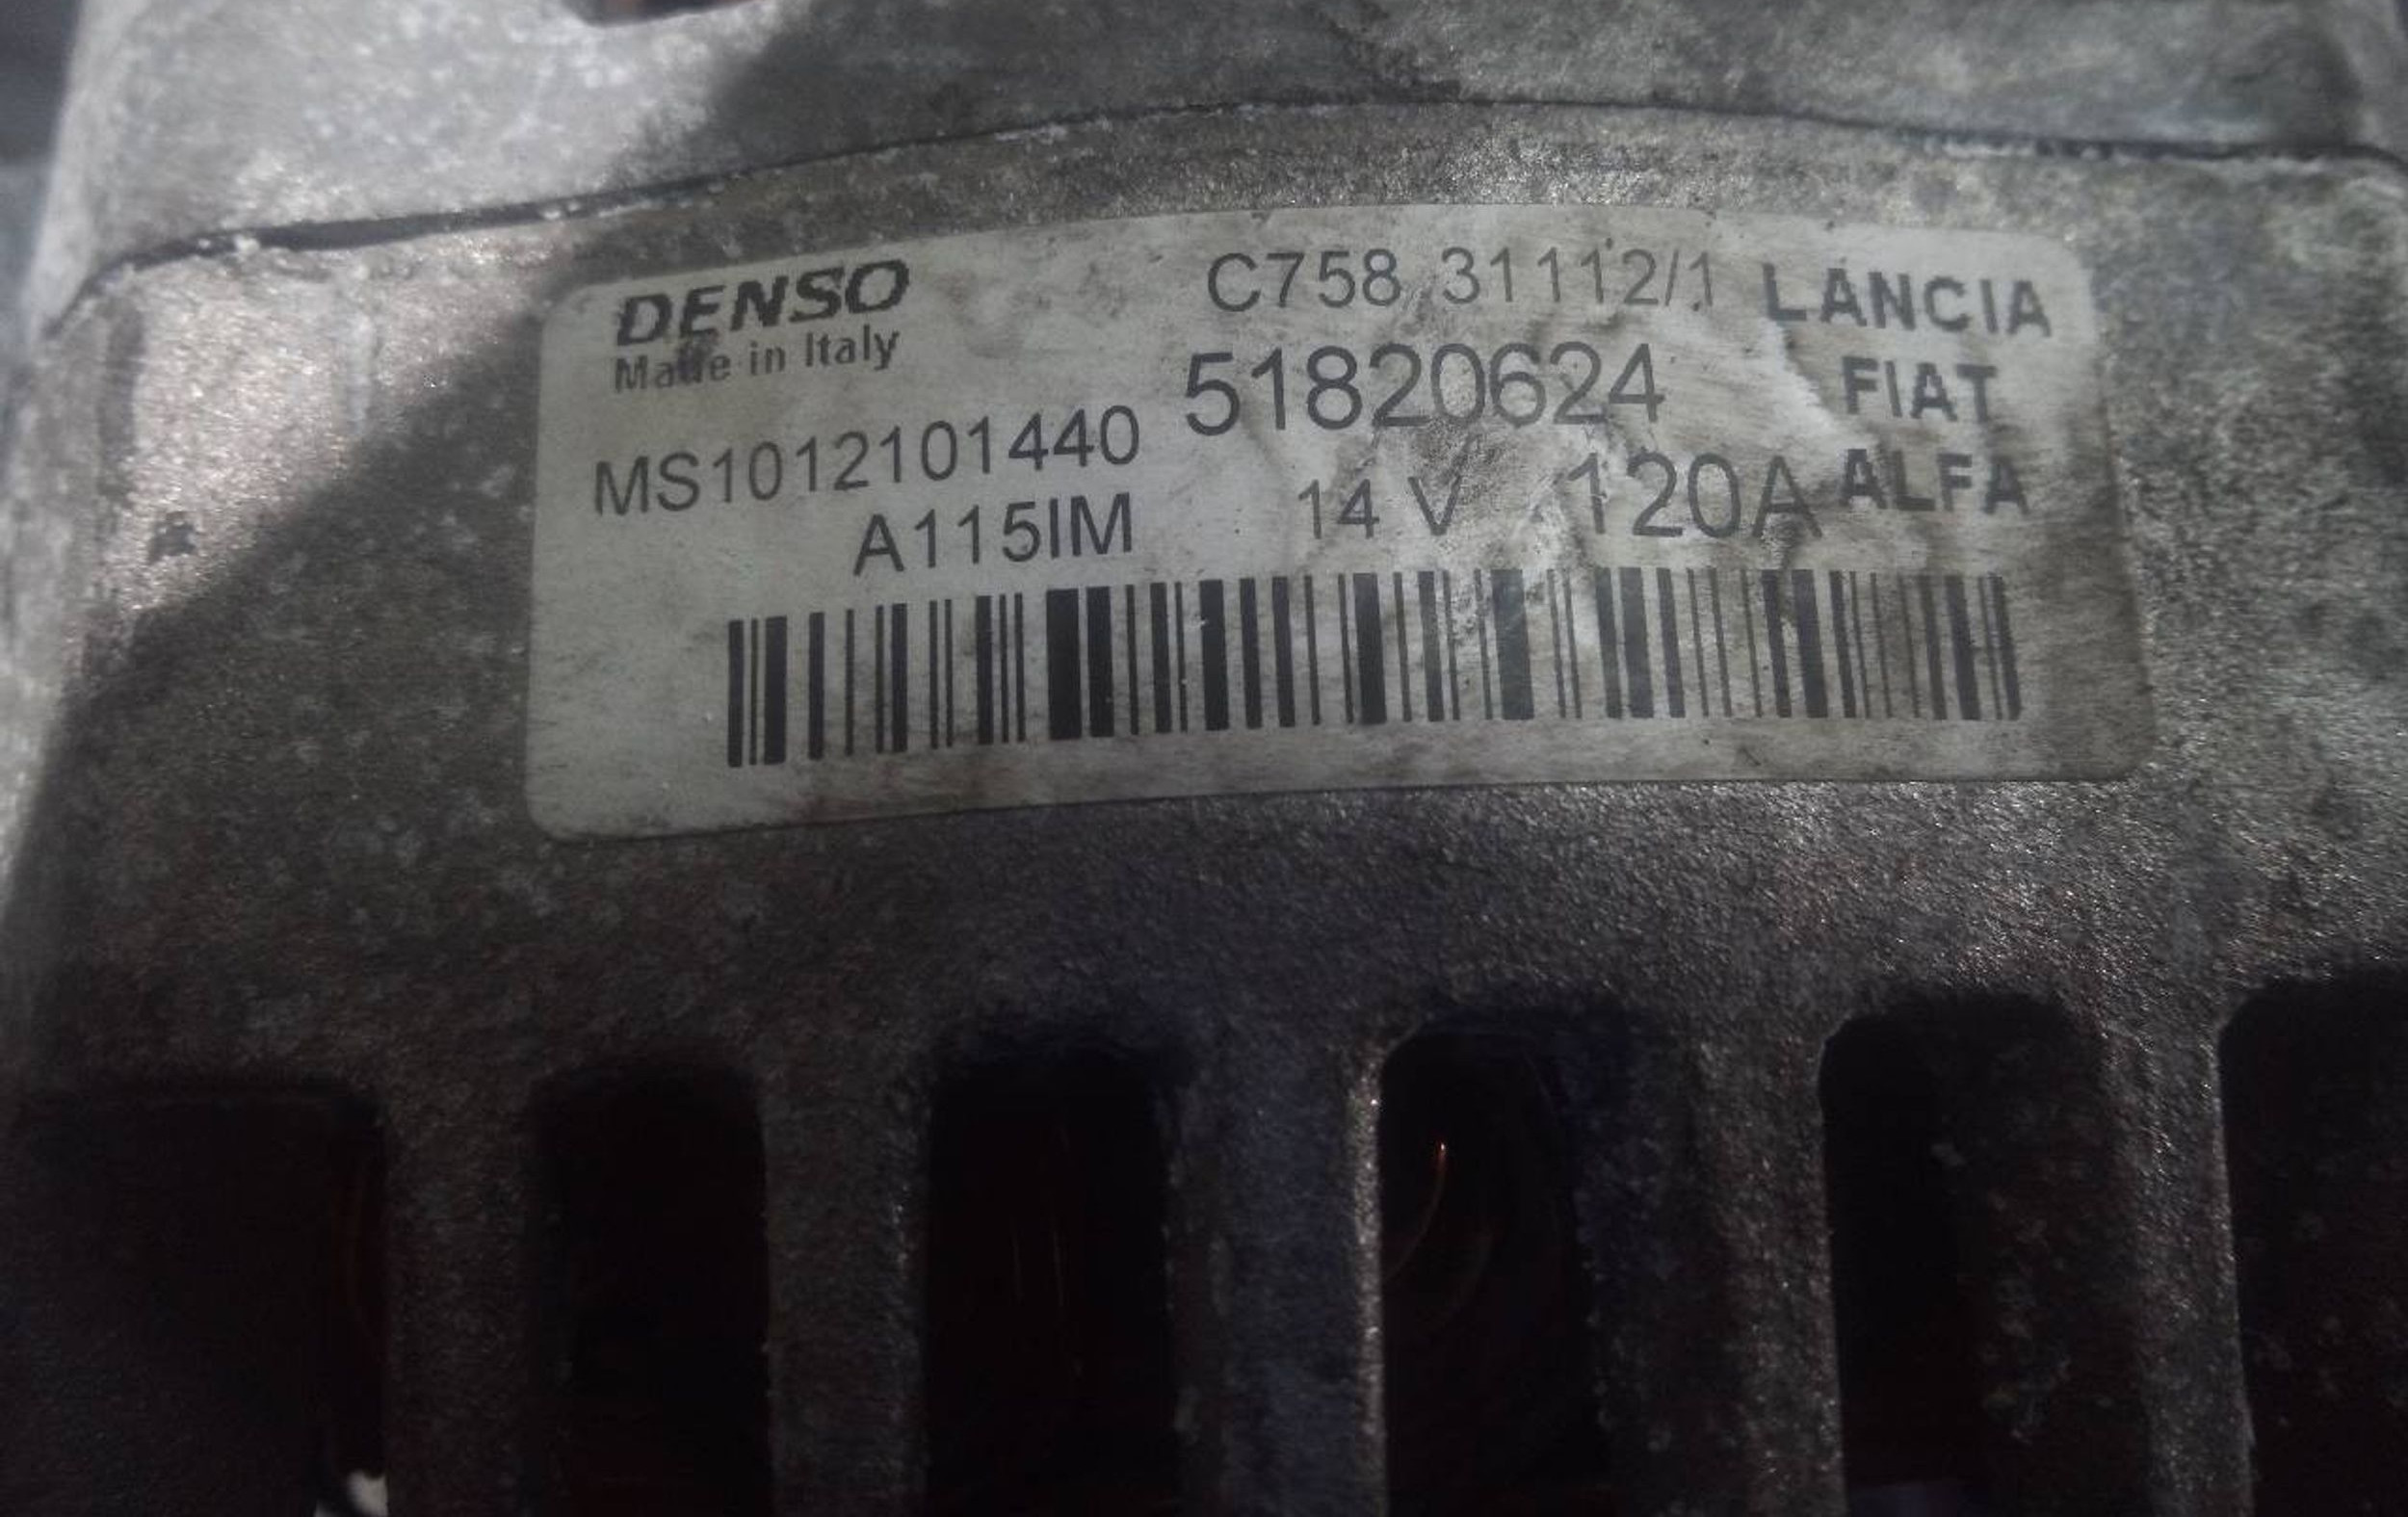 DENSO
Made in Italy
C758 31112/1
LANCIA
51820624
FIAT
MS1012101440
14 V 120A
ALFA
A115IM